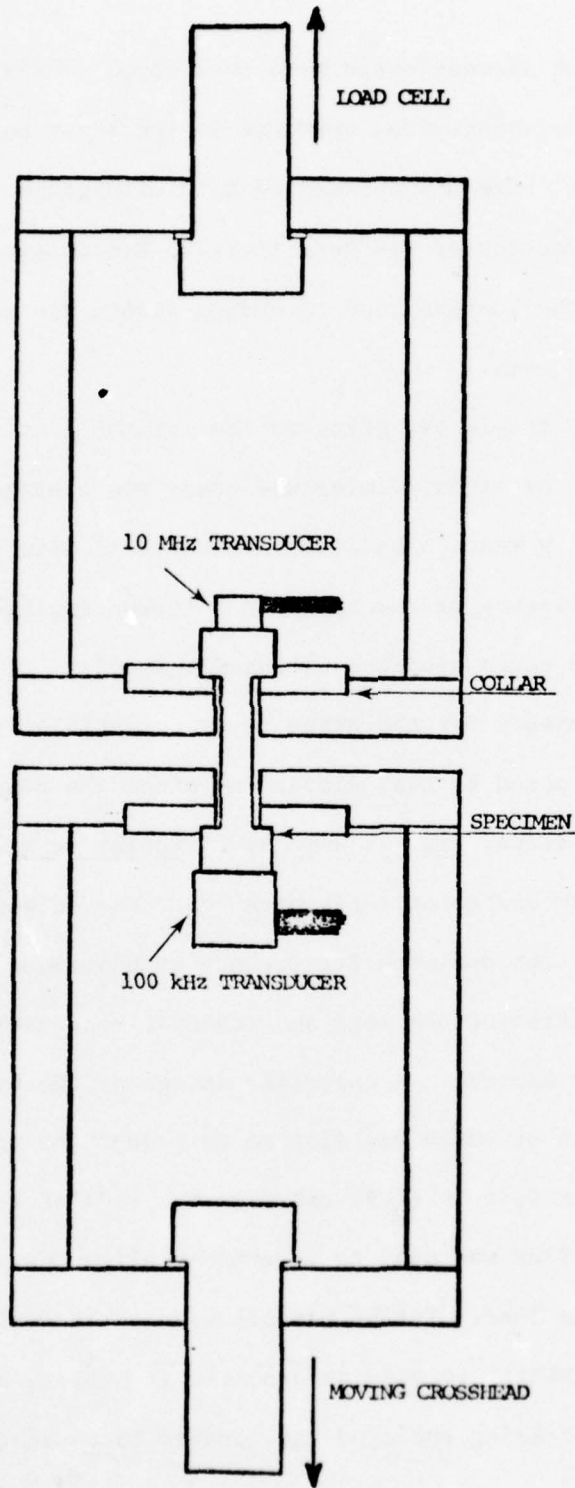 LOAD CELL
10 MHz TRANSDUCER
COLLAR
SPECIMEN
100 kHz TRANSDUCER
MOVING CROSSHEAD